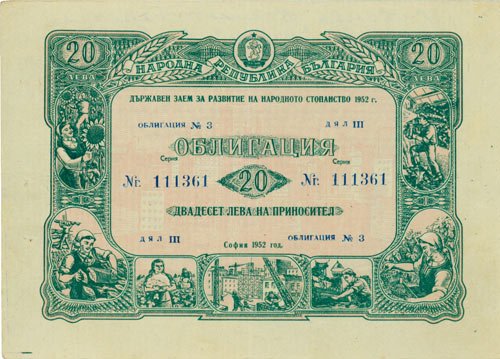 20 20
ЛЕВА ЛЕВА
НАРОДНА РЕПУБЛИКА БЪЛГАРИЯ
ДЪРЖАВЕН ЗАЕМ ЗА РАЗВИТИЕ НА НАРОДНОТО СТОПАНСТВО 1952 г.
ОБЛИГАЦИЯ № 3 ДЯЛ III
ОБЛИГАЦИЯ
Серия Серия
№: 111361 20 №: 111361
ДВАДЕСЕТ ЛЕВА НА ПРИНОСИТЕЛ
ДЯЛ III ОБЛИГАЦИЯ № 3
София 1952 год.